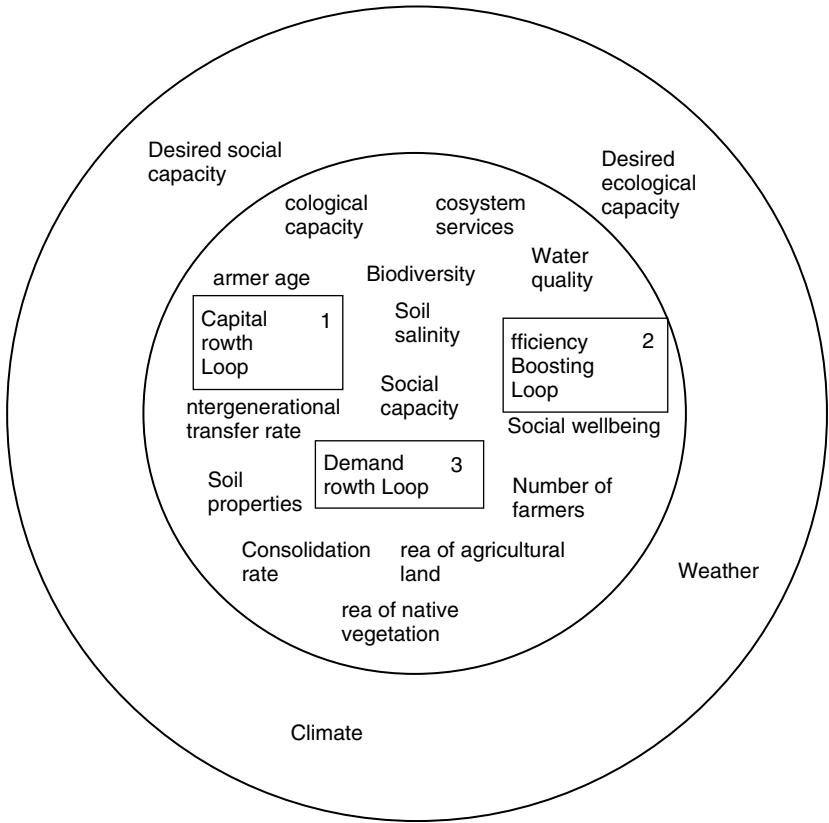 Desired social
capacity
Desired
ecological
capacity
cological
capacity
cosystem
services
Water
quality
armer age
Biodiversity
Capital 1
rowth
Loop
Soil
salinity
fficiency 2
Boosting
Loop
Social
capacity
ntergenerational
transfer rate
Social wellbeing
Demand 3
rowth Loop
Soil
properties
Number of
farmers
Consolidation
rate
rea of agricultural
land
Weather
rea of native
vegetation
Climate